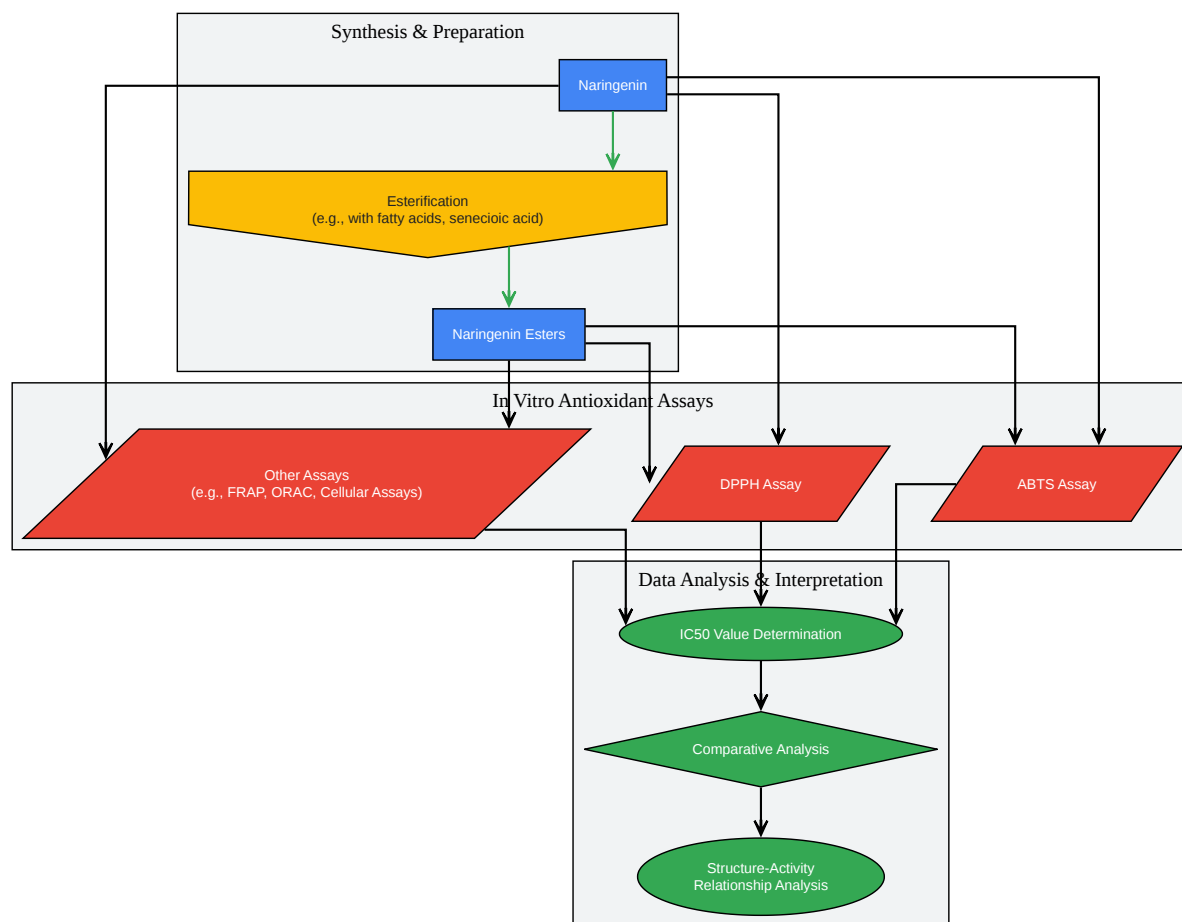 Synthesis & Preparation
Naringenin
Esterification
(e.g., with fatty acids, senecioic acid)
Naringenin Esters
In Vitro Antioxidant Assays
Other Assays
(e.g., FRAP, ORAC, Cellular Assays)
DPPH Assay
ABTS Assay
Data Analysis & Interpretation
IC50 Value Determination
Comparative Analysis
Structure-Activity
Relationship Analysis